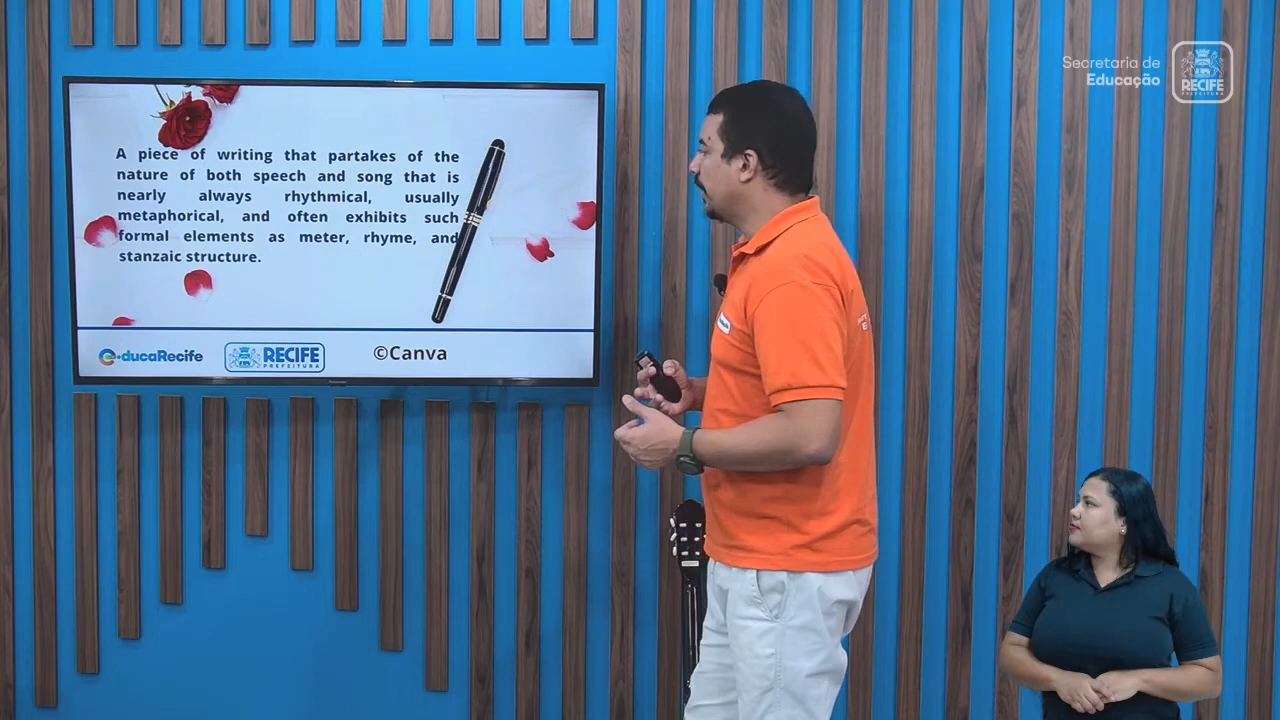 Secretaria de
Educação
RECIFE
PREFEITURA
A piece of writing that partakes of the
nature of both speech and song that is
nearly always rhythmical, usually
metaphorical, and often exhibits such
formal elements as meter, rhyme, and
stanzaic structure.
e·ducaRecife
RECIFE
PREFEITURA
©Canva